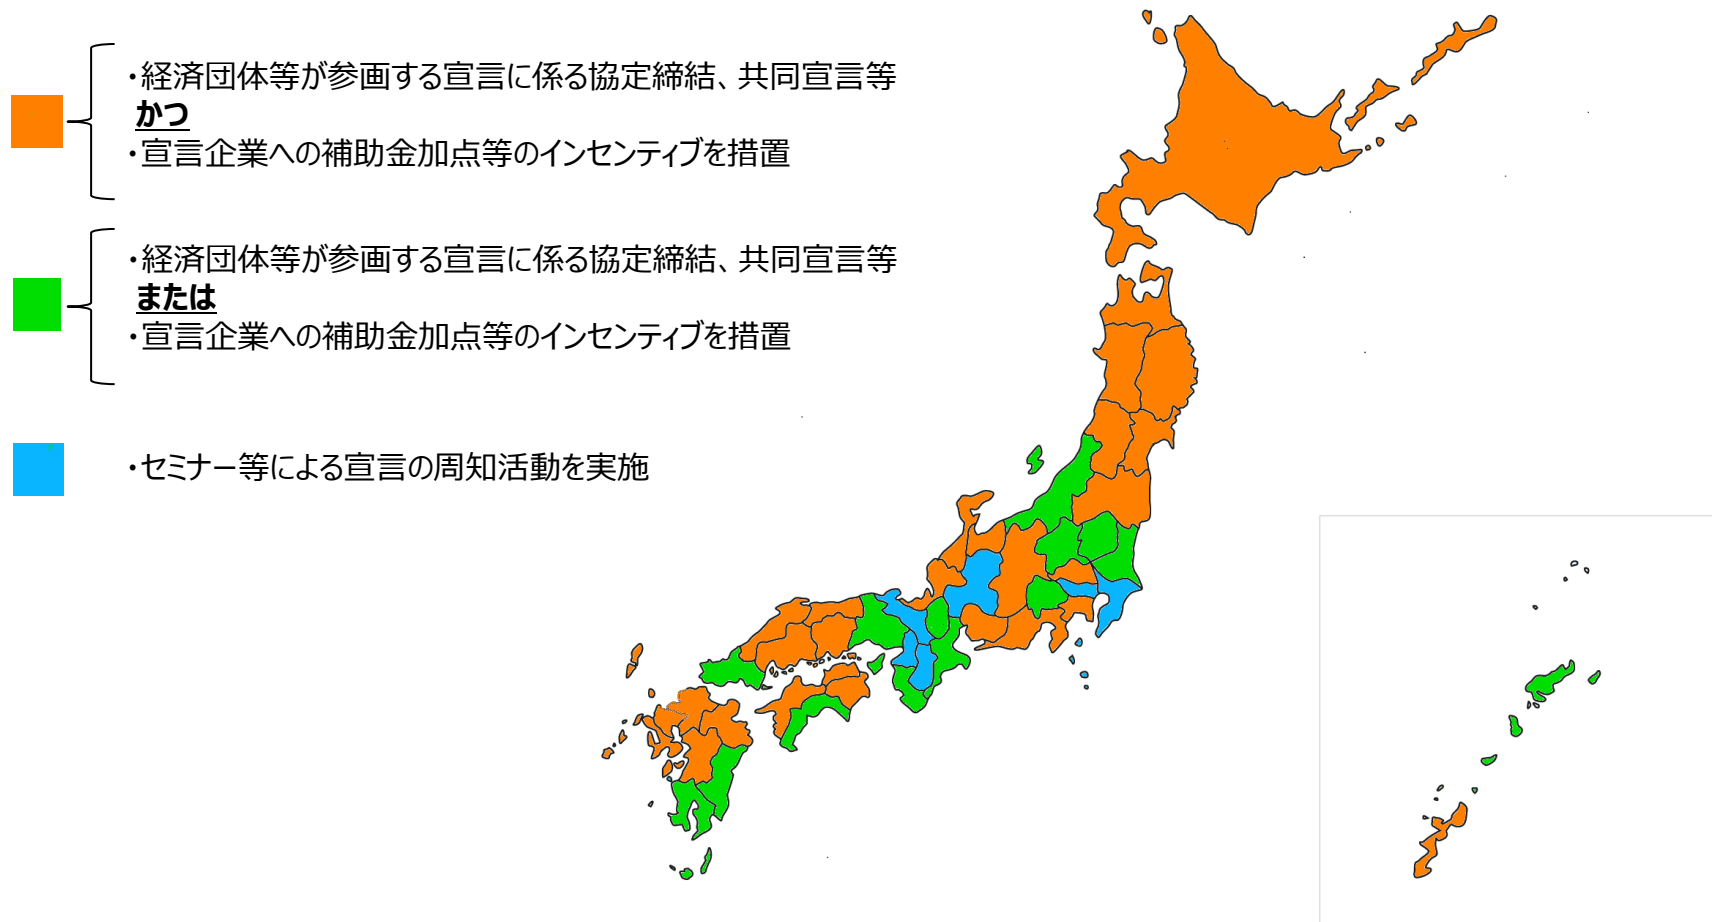 ・経済団体等が参画する宣言に係る協定締結、共同宣言等
かつ
・宣言企業への補助金加点等のインセンティブを措置
・経済団体等が参画する宣言に係る協定締結、共同宣言等
または
・宣言企業への補助金加点等のインセンティブを措置
・セミナー等による宣言の周知活動を実施